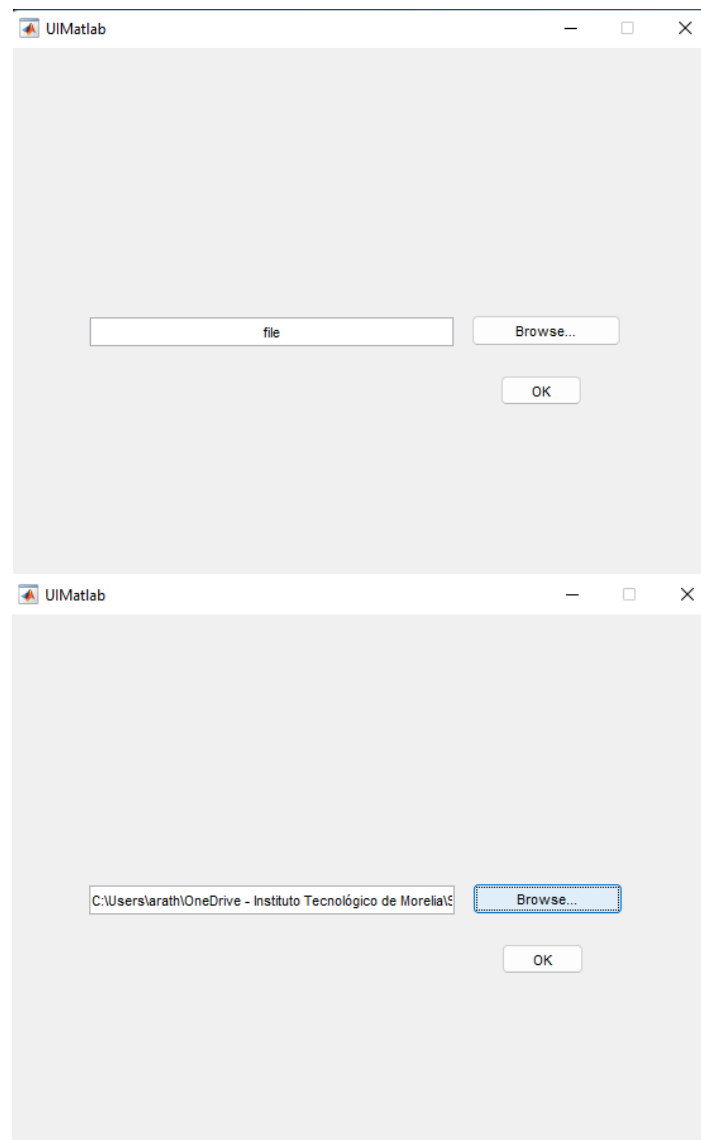 UIMatlab
file
Browse...
OK
UIMatlab
C:\Users\arath\OneDrive - Instituto Tecnológico de Morelia\S
Browse...
OK